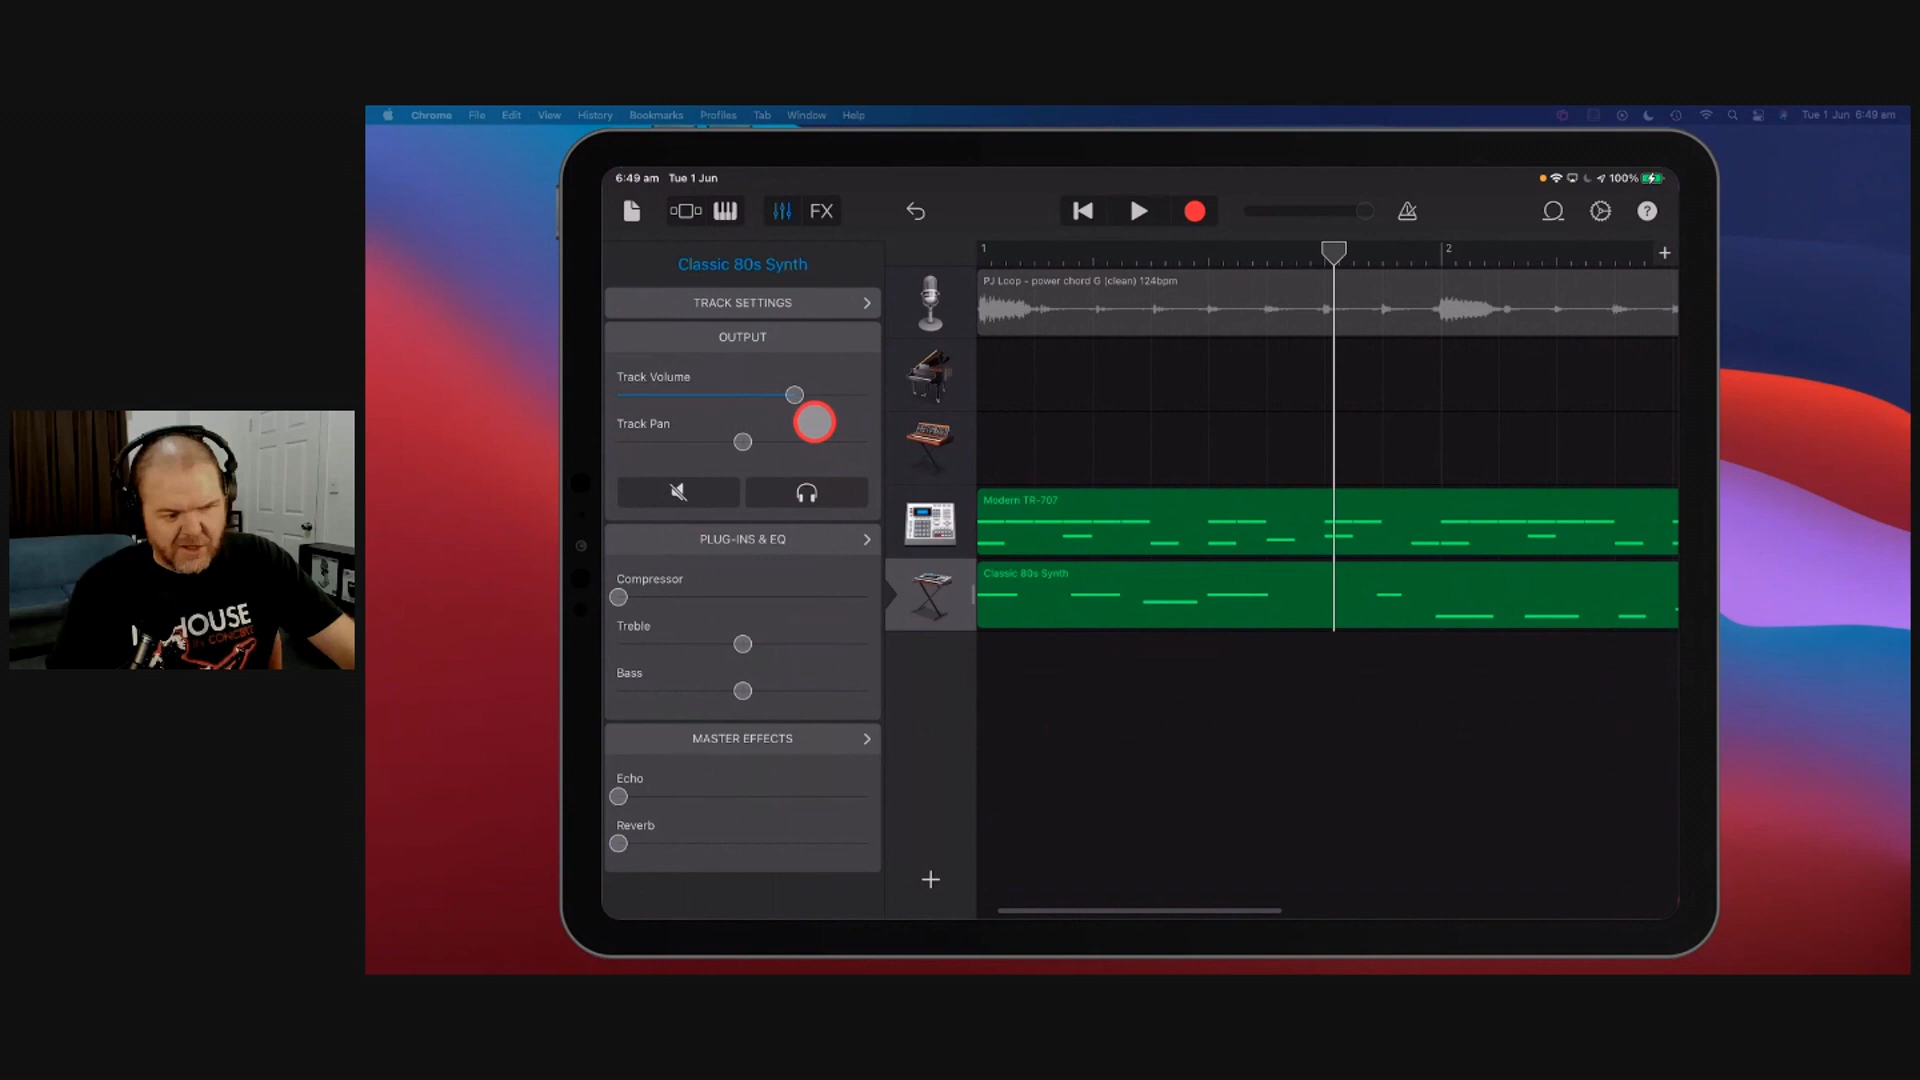 Chrome File Edit View History Bookmarks Profiles Tab Window Help
Tue 1 Jun 6:49 am
6:49 am Tue 1 Jun
100%
FX
?
Classic 80s Synth
1
2
TRACK SETTINGS
PJ Loop - power chord G (clean) 124bpm
OUTPUT
Track Volume
Track Pan
Modern TR-707
PLUG-INS & EQ
Classic 80s Synth
Compressor
Treble
Bass
MASTER EFFECTS
Echo
Reverb
HOUSE